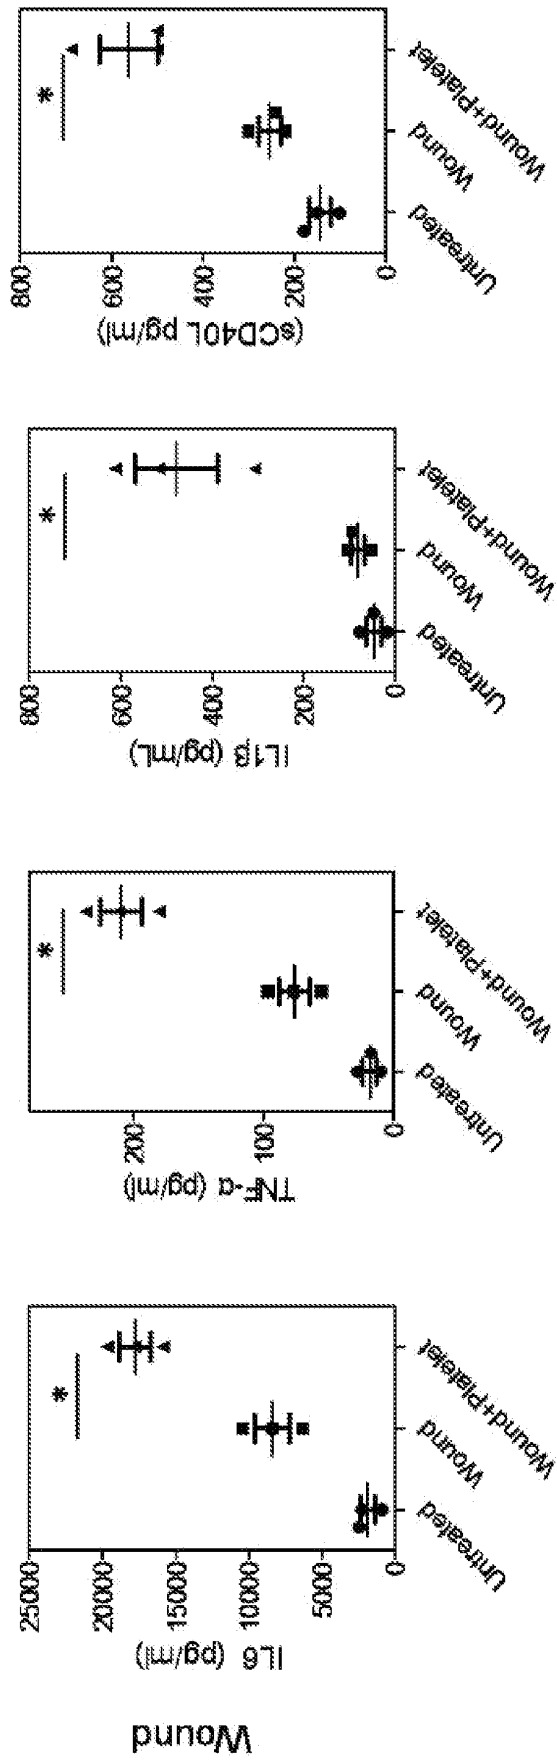 Wound
IL6 (pg/ml)
25000
20000
15000
10000
5000
0
*
Untreated
Wound
Wound+Platelet
TNF-α (pg/ml)
200
100
0
*
Untreated
Wound
Wound+Platelet
IL1β (pg/mL)
800
600
400
200
0
*
Untreated
Wound
Wound+Platelet
(sCD40L pg/ml)
800
600
400
200
0
*
Untreated
Wound
Wound+Platelet